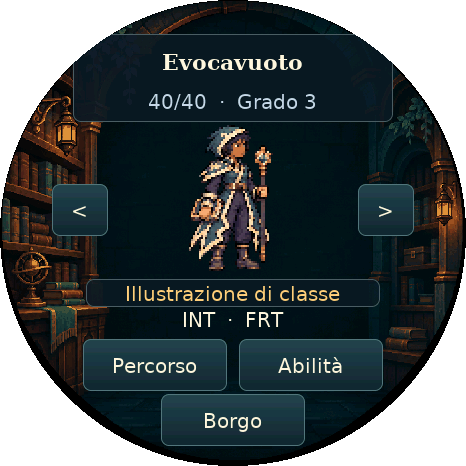 Evocavuoto
40/40 · Grado 3
< >
Illustrazione di classe
INT · FRT
Percorso Abilità
Borgo